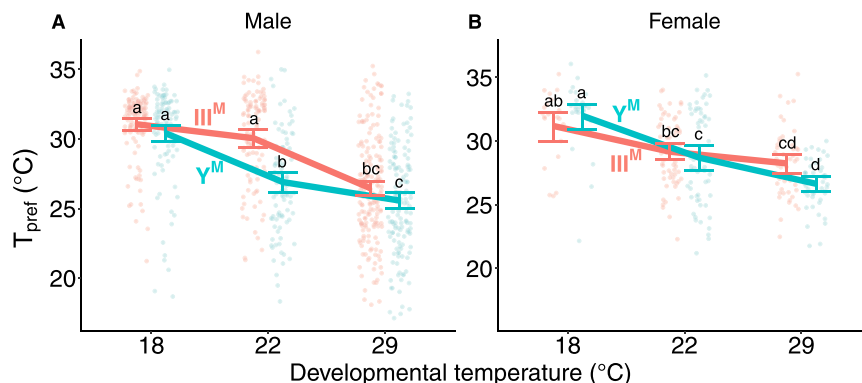 A Male
35
30
25
20
T_pref (°C)
a a a b bc c
III^M
Y^M
18 22 29
B Female
35
30
25
20
ab a bc c cd d
Y^M
III^M
18 22 29
Developmental temperature (°C)